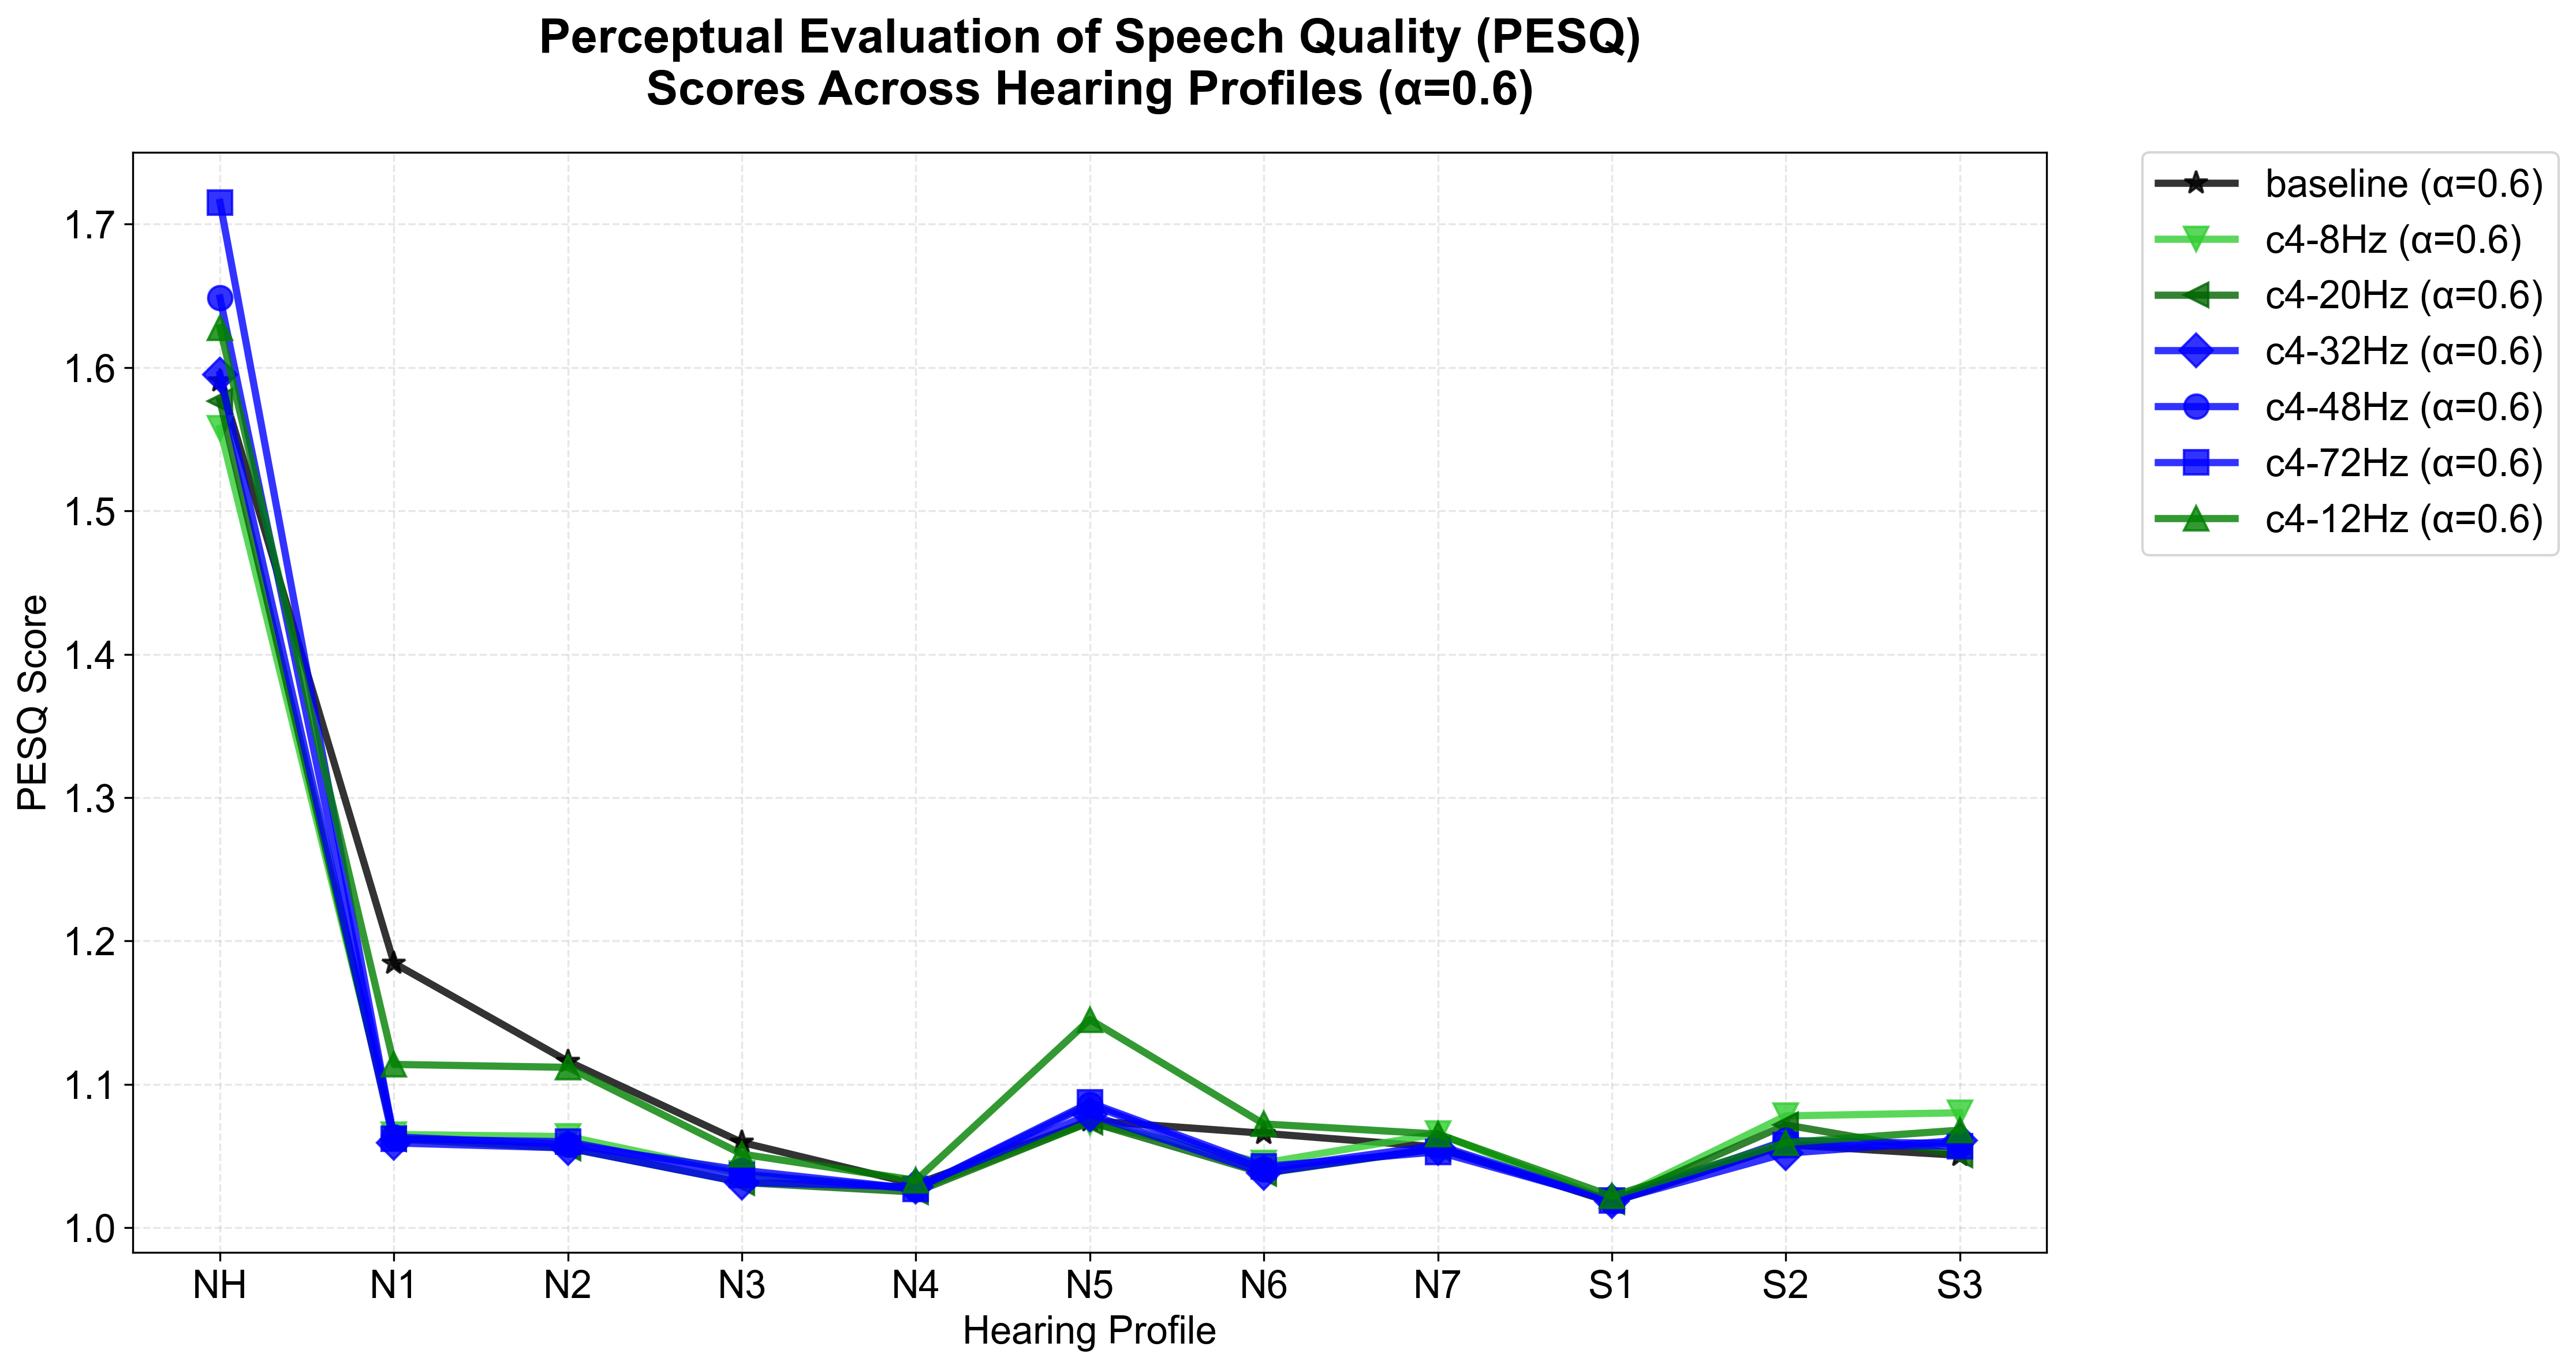 Perceptual Evaluation of Speech Quality (PESQ)
Scores Across Hearing Profiles (α=0.6)
PESQ Score
1.7
1.6
1.5
1.4
1.3
1.2
1.1
1.0
NH N1 N2 N3 N4 N5 N6 N7 S1 S2 S3
Hearing Profile
baseline (α=0.6)
c4-8Hz (α=0.6)
c4-20Hz (α=0.6)
c4-32Hz (α=0.6)
c4-48Hz (α=0.6)
c4-72Hz (α=0.6)
c4-12Hz (α=0.6)